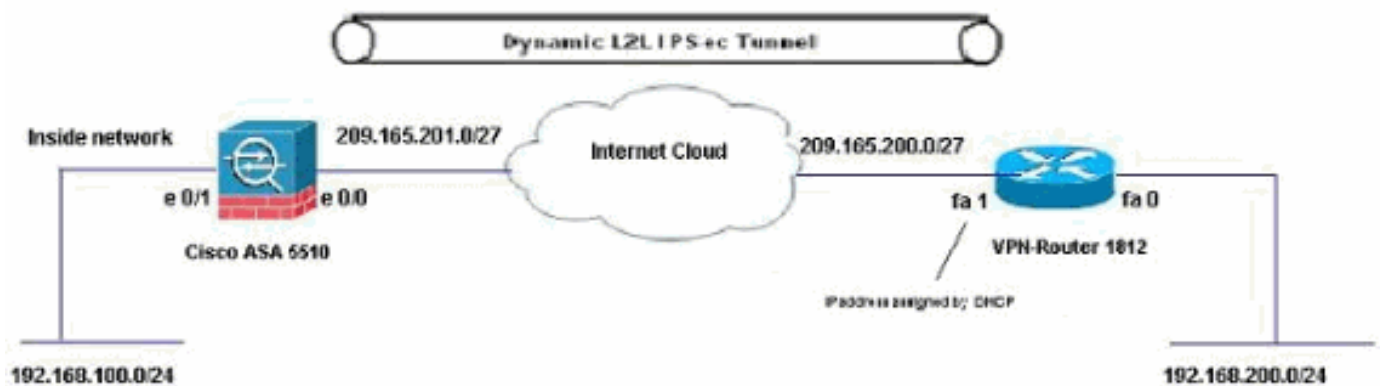 Dynamic L2L IPS-ec Tunnel
Inside network
209.165.201.0/27
Internet Cloud
209.165.200.0/27
e 0/1
e 0/0
fa 1
fa 0
Cisco ASA 5510
VPN-Router 1812
IP address assigned by DHCP
192.168.100.0/24
192.168.200.0/24